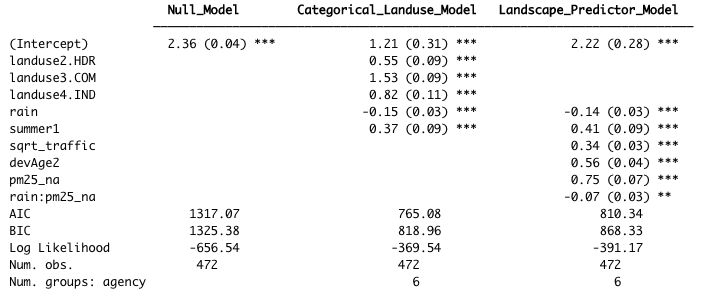 Null_Model Categorical_Landuse_Model Landscape_Predictor_Model
(Intercept) 2.36 (0.04) *** 1.21 (0.31) *** 2.22 (0.28) ***
landuse2.HDR 0.55 (0.09) ***
landuse3.COM 1.53 (0.09) ***
landuse4.IND 0.82 (0.11) ***
rain -0.15 (0.03) *** -0.14 (0.03) ***
summer1 0.37 (0.09) *** 0.41 (0.09) ***
sqrt_traffic 0.34 (0.03) ***
devAge2 0.56 (0.04) ***
pm25_na 0.75 (0.07) ***
rain:pm25_na -0.07 (0.03) **
AIC 1317.07 765.08 810.34
BIC 1325.38 818.96 868.33
Log Likelihood -656.54 -369.54 -391.17
Num. obs. 472 472 472
Num. groups: agency 6 6